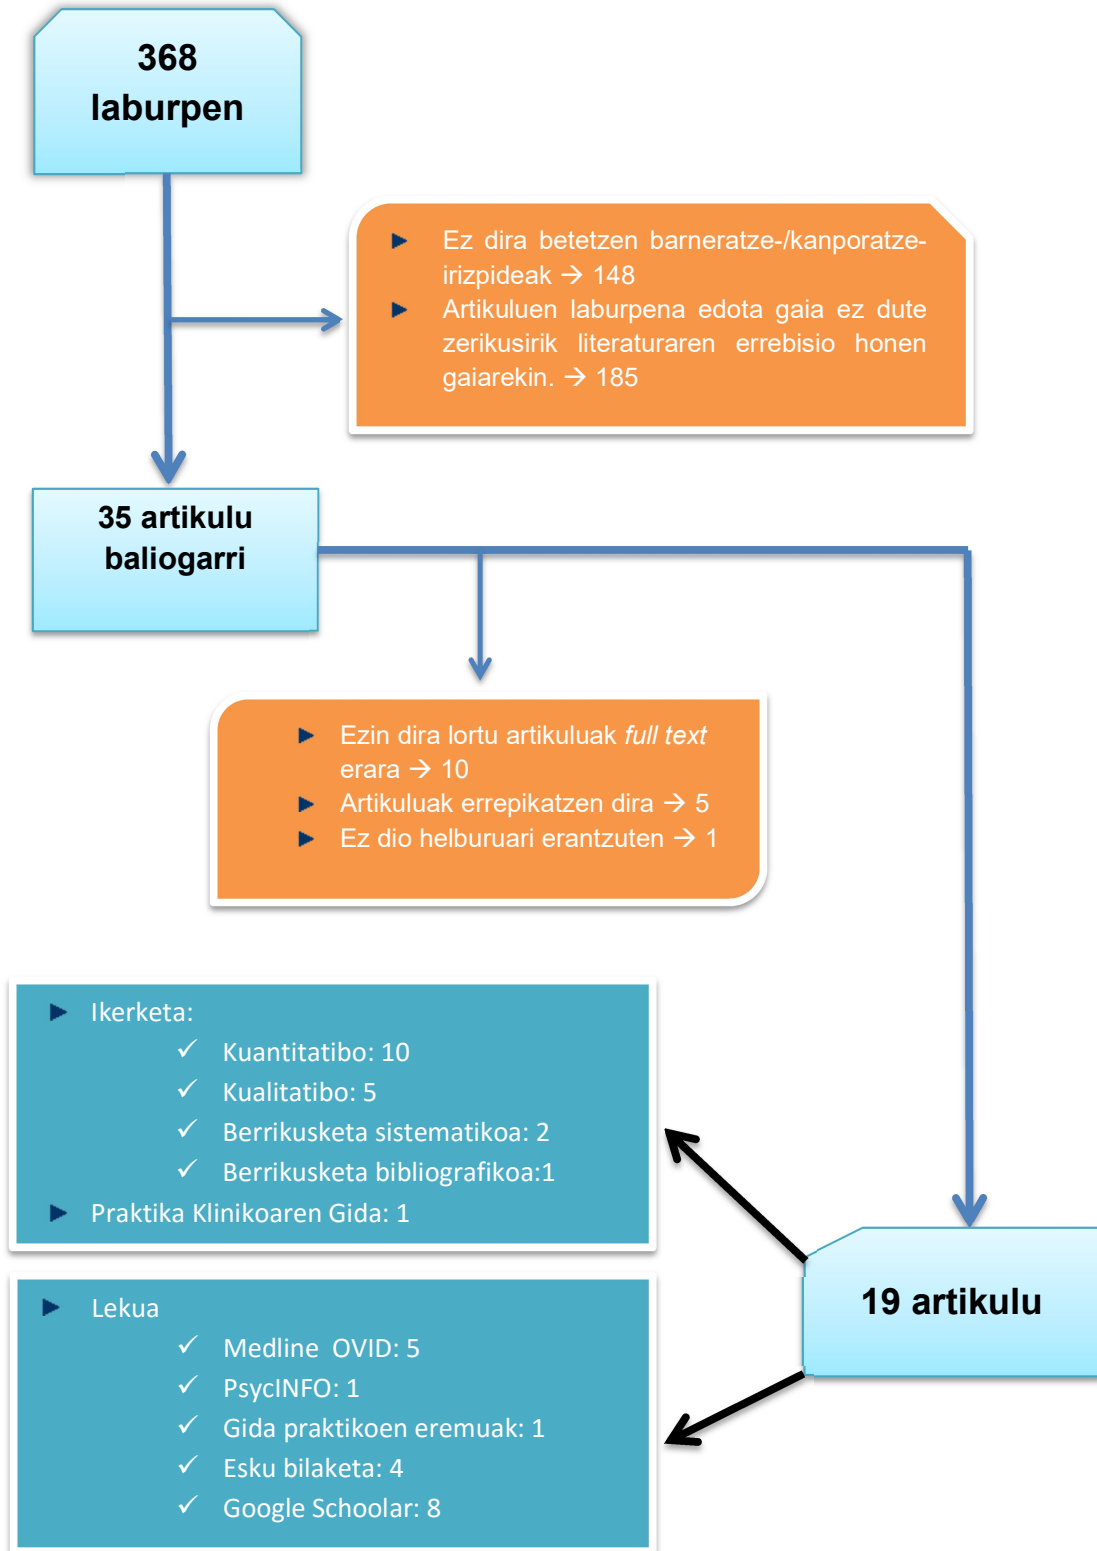 368
laburpen
► Ez dira betetzen barneratze-/kanporatze-
irizpideak → 148
► Artikuluen laburpena edota gaia ez dute
zerikusirik literaturaren errebisio honen
gaiarekin. → 185
35 artikulu
baliogarri
► Ezin dira lortu artikuluak full text
erara → 10
► Artikuluak errepikatzen dira → 5
► Ez dio helburuari erantzuten → 1
► Ikerketa:
✓ Kuantitatibo: 10
✓ Kualitatibo: 5
✓ Berrikusketa sistematikoa: 2
✓ Berrikusketa bibliografikoa:1
► Praktika Klinikoaren Gida: 1
19 artikulu
► Lekua
✓ Medline OVID: 5
✓ PsycINFO: 1
✓ Gida praktikoen eremuak: 1
✓ Esku bilaketa: 4
✓ Google Schoolar: 8